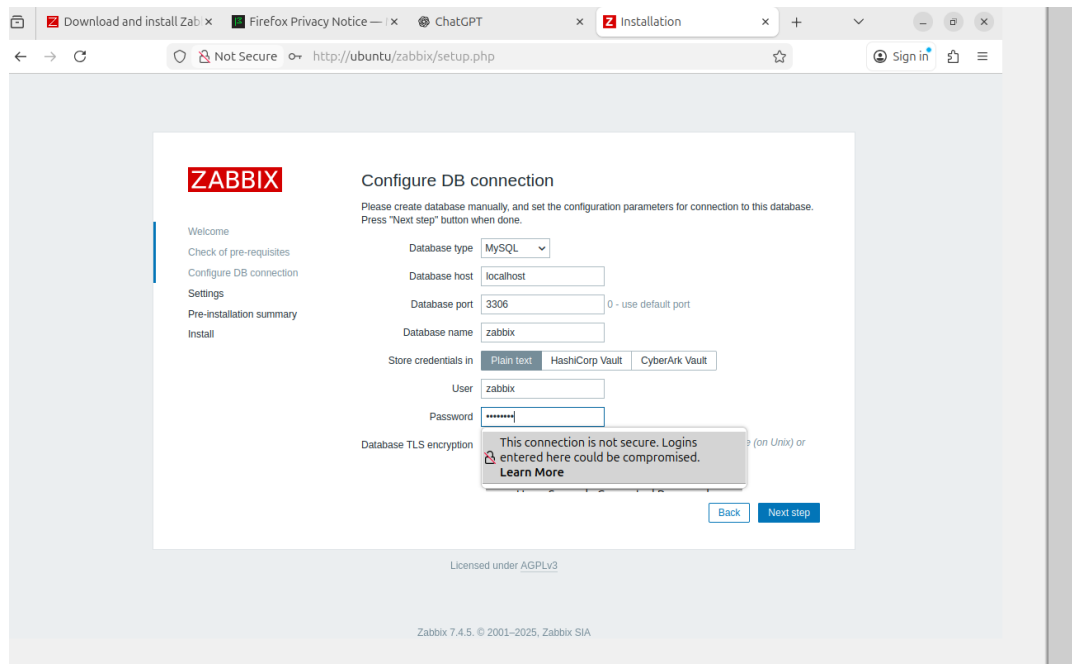 Download and install Zab
Firefox Privacy Notice —
ChatGPT
Z Installation
Not Secure
http://ubuntu/zabbix/setup.php
Sign in
ZABBIX
Welcome
Check of pre-requisites
Configure DB connection
Settings
Pre-installation summary
Install
Configure DB connection
Please create database manually, and set the configuration parameters for connection to this database.
Press "Next step" button when done.
Database type MySQL
Database host localhost
Database port 3306 0 - use default port
Database name zabbix
Store credentials in Plain text HashiCorp Vault CyberArk Vault
User zabbix
Password ••••••••
Database TLS encryption (on Unix) or
This connection is not secure. Logins
entered here could be compromised.
Learn More
Back Next step
Licensed under AGPLv3
Zabbix 7.4.5. © 2001–2025, Zabbix SIA